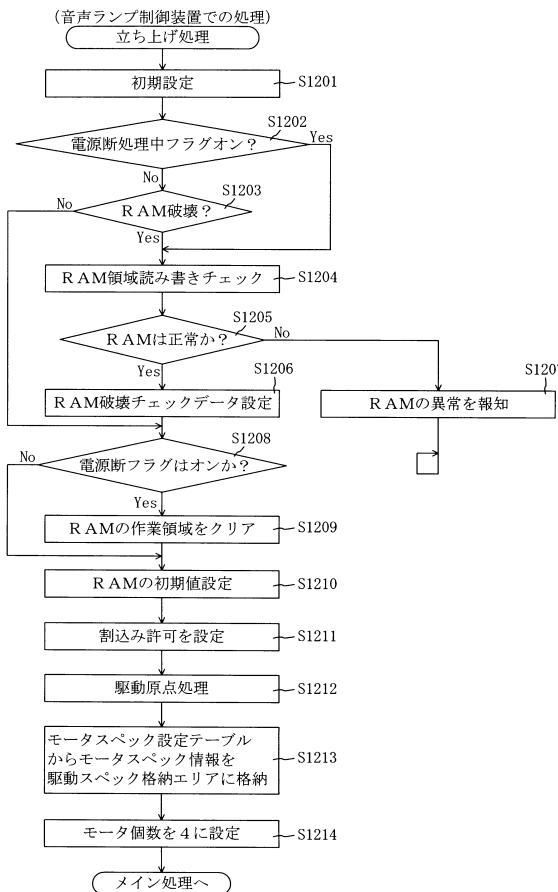 (音声ランプ制御装置での処理)
立ち上げ処理
初期設定
S1201
S1202
電源断処理中フラグオン?
Yes
No
S1203
No
RAM破壊?
Yes
RAM領域読み書きチェック
S1204
S1205
RAMは正常か?
No
Yes
S1206
S120
RAM破壊チェックデータ設定
RAMの異常を報知
S1208
No
電源断フラグはオンか?
Yes
RAMの作業領域をクリア
S1209
RAMの初期値設定
S1210
割込み許可を設定
S1211
駆動原点処理
S1212
モータスペック設定テーブル
からモータスペック情報を
駆動スペック格納エリアに格納
S1213
モータ個数を4に設定
S1214
メイン処理へ